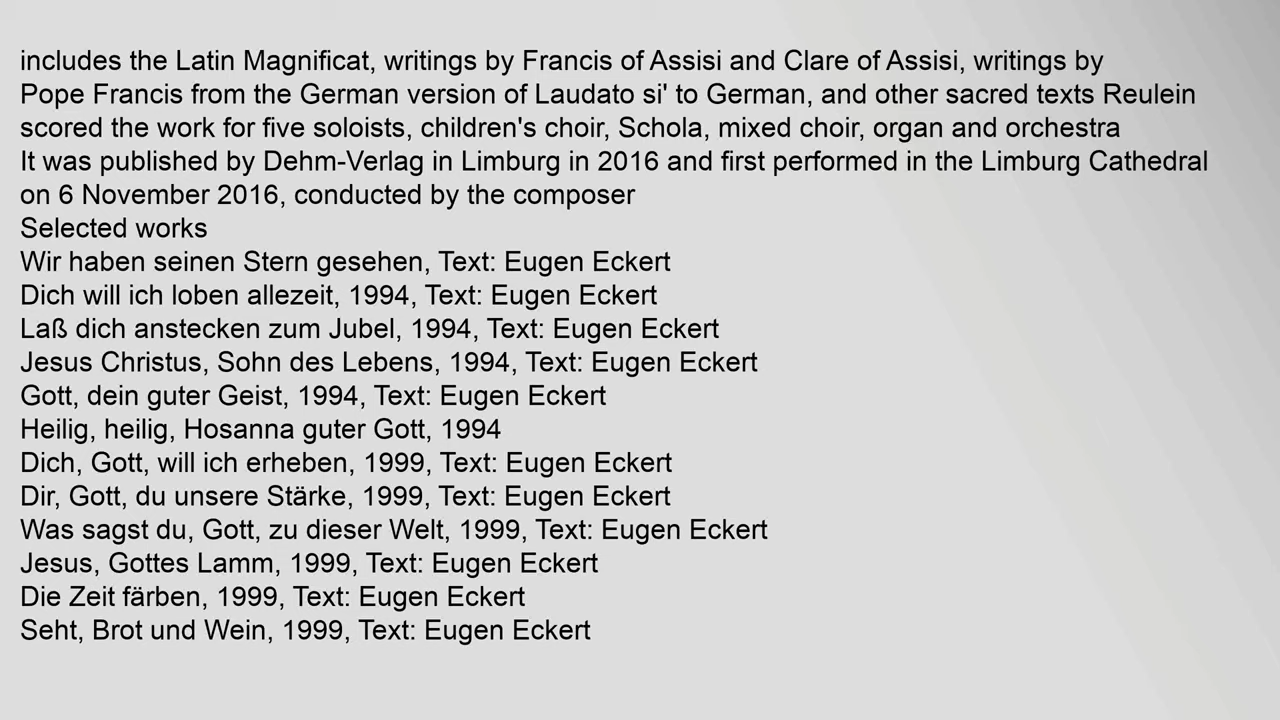 includes the Latin Magnificat, writings by Francis of Assisi and Clare of Assisi, writings by
Pope Francis from the German version of Laudato si' to German, and other sacred texts Reulein
scored the work for five soloists, children's choir, Schola, mixed choir, organ and orchestra
It was published by Dehm-Verlag in Limburg in 2016 and first performed in the Limburg Cathedral
on 6 November 2016, conducted by the composer
Selected works
Wir haben seinen Stern gesehen, Text: Eugen Eckert
Dich will ich loben allezeit, 1994, Text: Eugen Eckert
Laß dich anstecken zum Jubel, 1994, Text: Eugen Eckert
Jesus Christus, Sohn des Lebens, 1994, Text: Eugen Eckert
Gott, dein guter Geist, 1994, Text: Eugen Eckert
Heilig, heilig, Hosanna guter Gott, 1994
Dich, Gott, will ich erheben, 1999, Text: Eugen Eckert
Dir, Gott, du unsere Stärke, 1999, Text: Eugen Eckert
Was sagst du, Gott, zu dieser Welt, 1999, Text: Eugen Eckert
Jesus, Gottes Lamm, 1999, Text: Eugen Eckert
Die Zeit färben, 1999, Text: Eugen Eckert
Seht, Brot und Wein, 1999, Text: Eugen Eckert